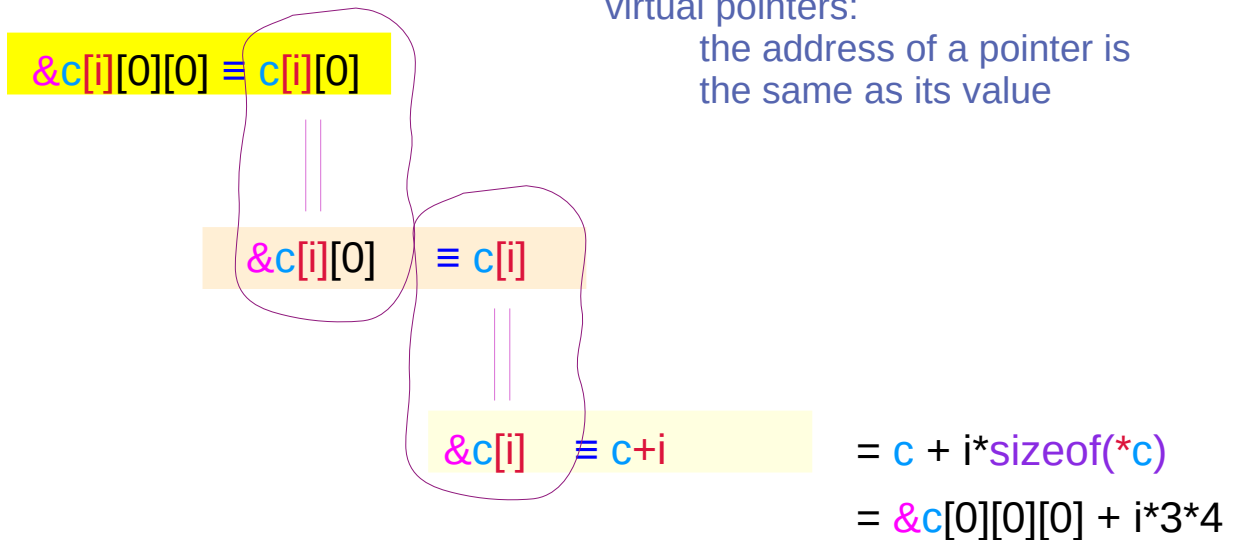 virtual pointers:
the address of a pointer is
the same as its value
&c[i][0][0] ≡ c[i][0]
&c[i][0] ≡ c[i]
&c[i] ≡ c+i = c + i*sizeof(*c)
= &c[0][0][0] + i*3*4